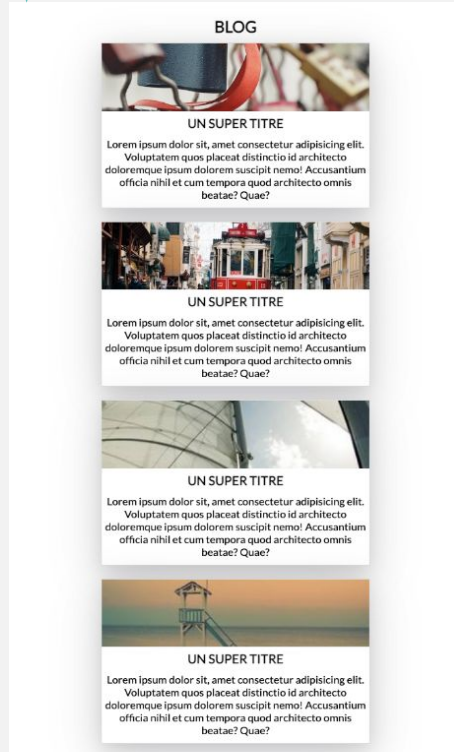 BLOG
UN SUPER TITRE
Lorem ipsum dolor sit, amet consectetur adipisicing elit.
Voluptatem quos placeat distinctio id architecto
doloremque ipsum dolorem suscipit nemo! Accusantium
officia nihil et cum tempora quod architecto omnis
beatae? Quae?
UN SUPER TITRE
Lorem ipsum dolor sit, amet consectetur adipisicing elit.
Voluptatem quos placeat distinctio id architecto
doloremque ipsum dolorem suscipit nemo! Accusantium
officia nihil et cum tempora quod architecto omnis
beatae? Quae?
UN SUPER TITRE
Lorem ipsum dolor sit, amet consectetur adipisicing elit.
Voluptatem quos placeat distinctio id architecto
doloremque ipsum dolorem suscipit nemo! Accusantium
officia nihil et cum tempora quod architecto omnis
beatae? Quae?
UN SUPER TITRE
Lorem ipsum dolor sit, amet consectetur adipisicing elit.
Voluptatem quos placeat distinctio id architecto
doloremque ipsum dolorem suscipit nemo! Accusantium
officia nihil et cum tempora quod architecto omnis
beatae? Quae?